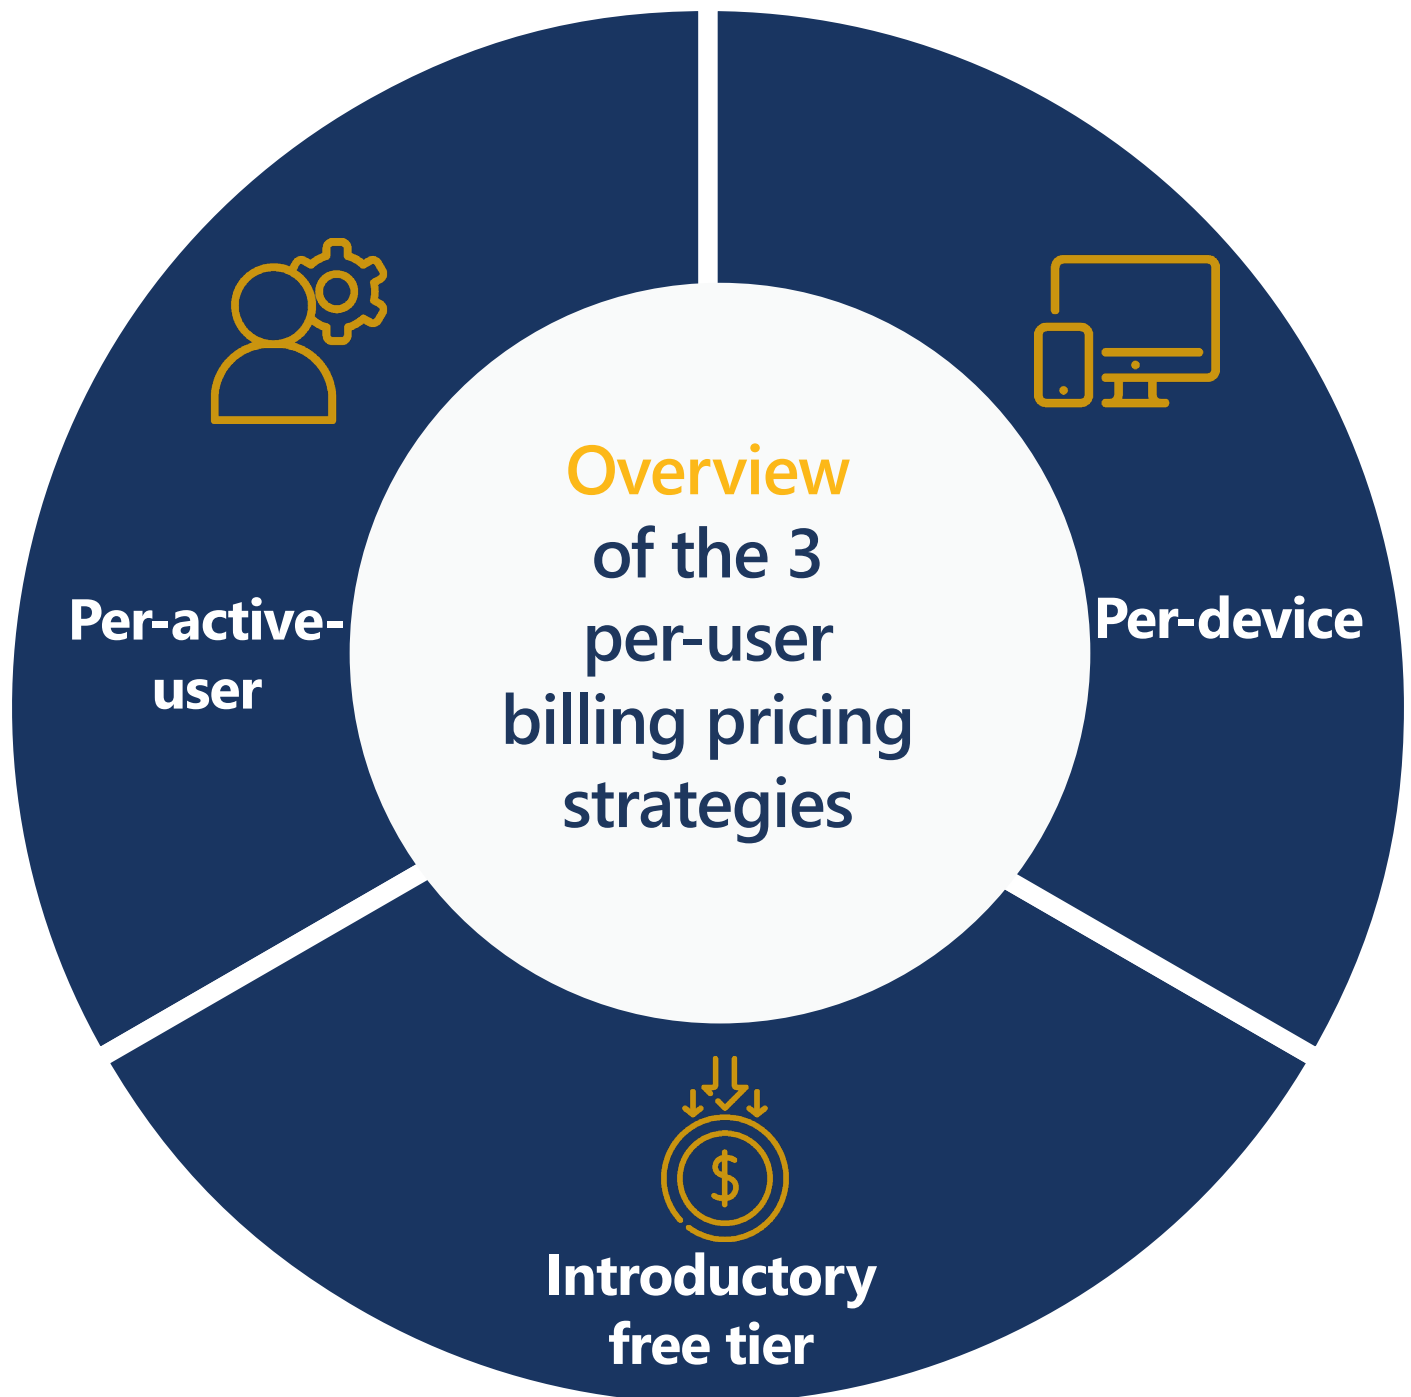 Overview
of the 3
per-user
billing pricing
strategies
Per-active-
user
Per-device
$
Introductory
free tier